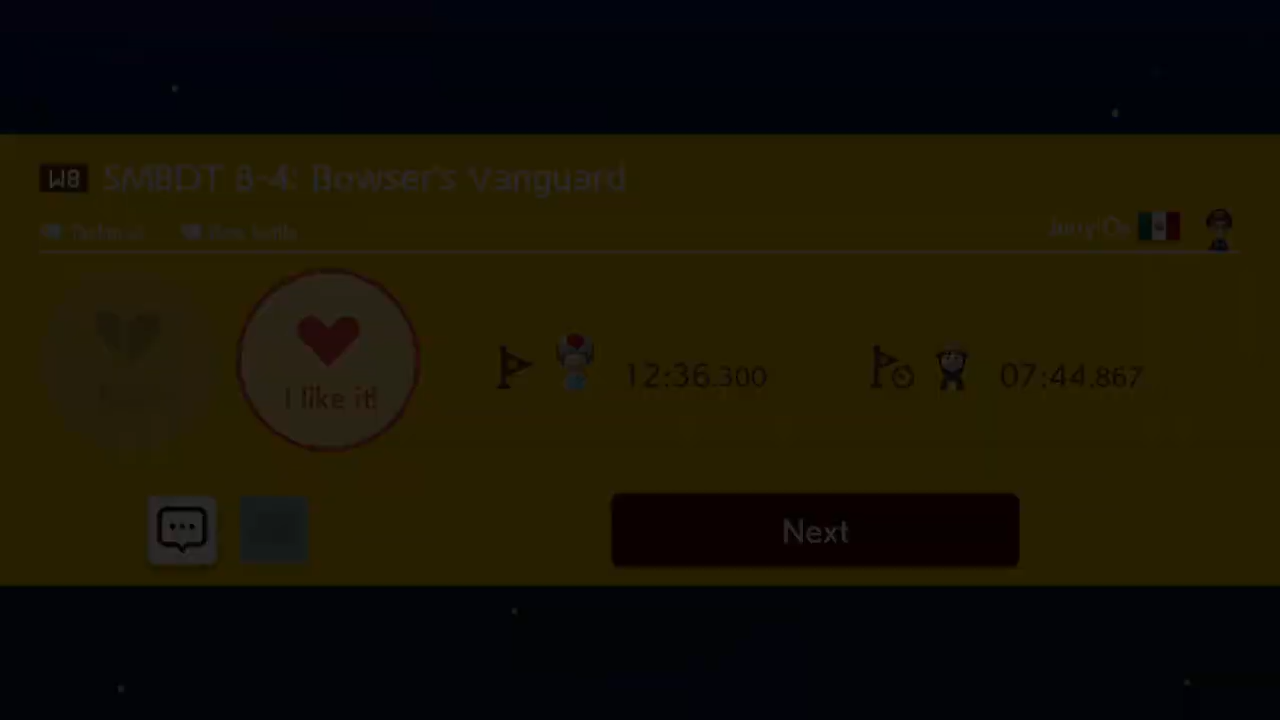 W8 SMBDT 8-4: Bowser's Vanguard
I like it!
12:36.300
07:44.867
Next